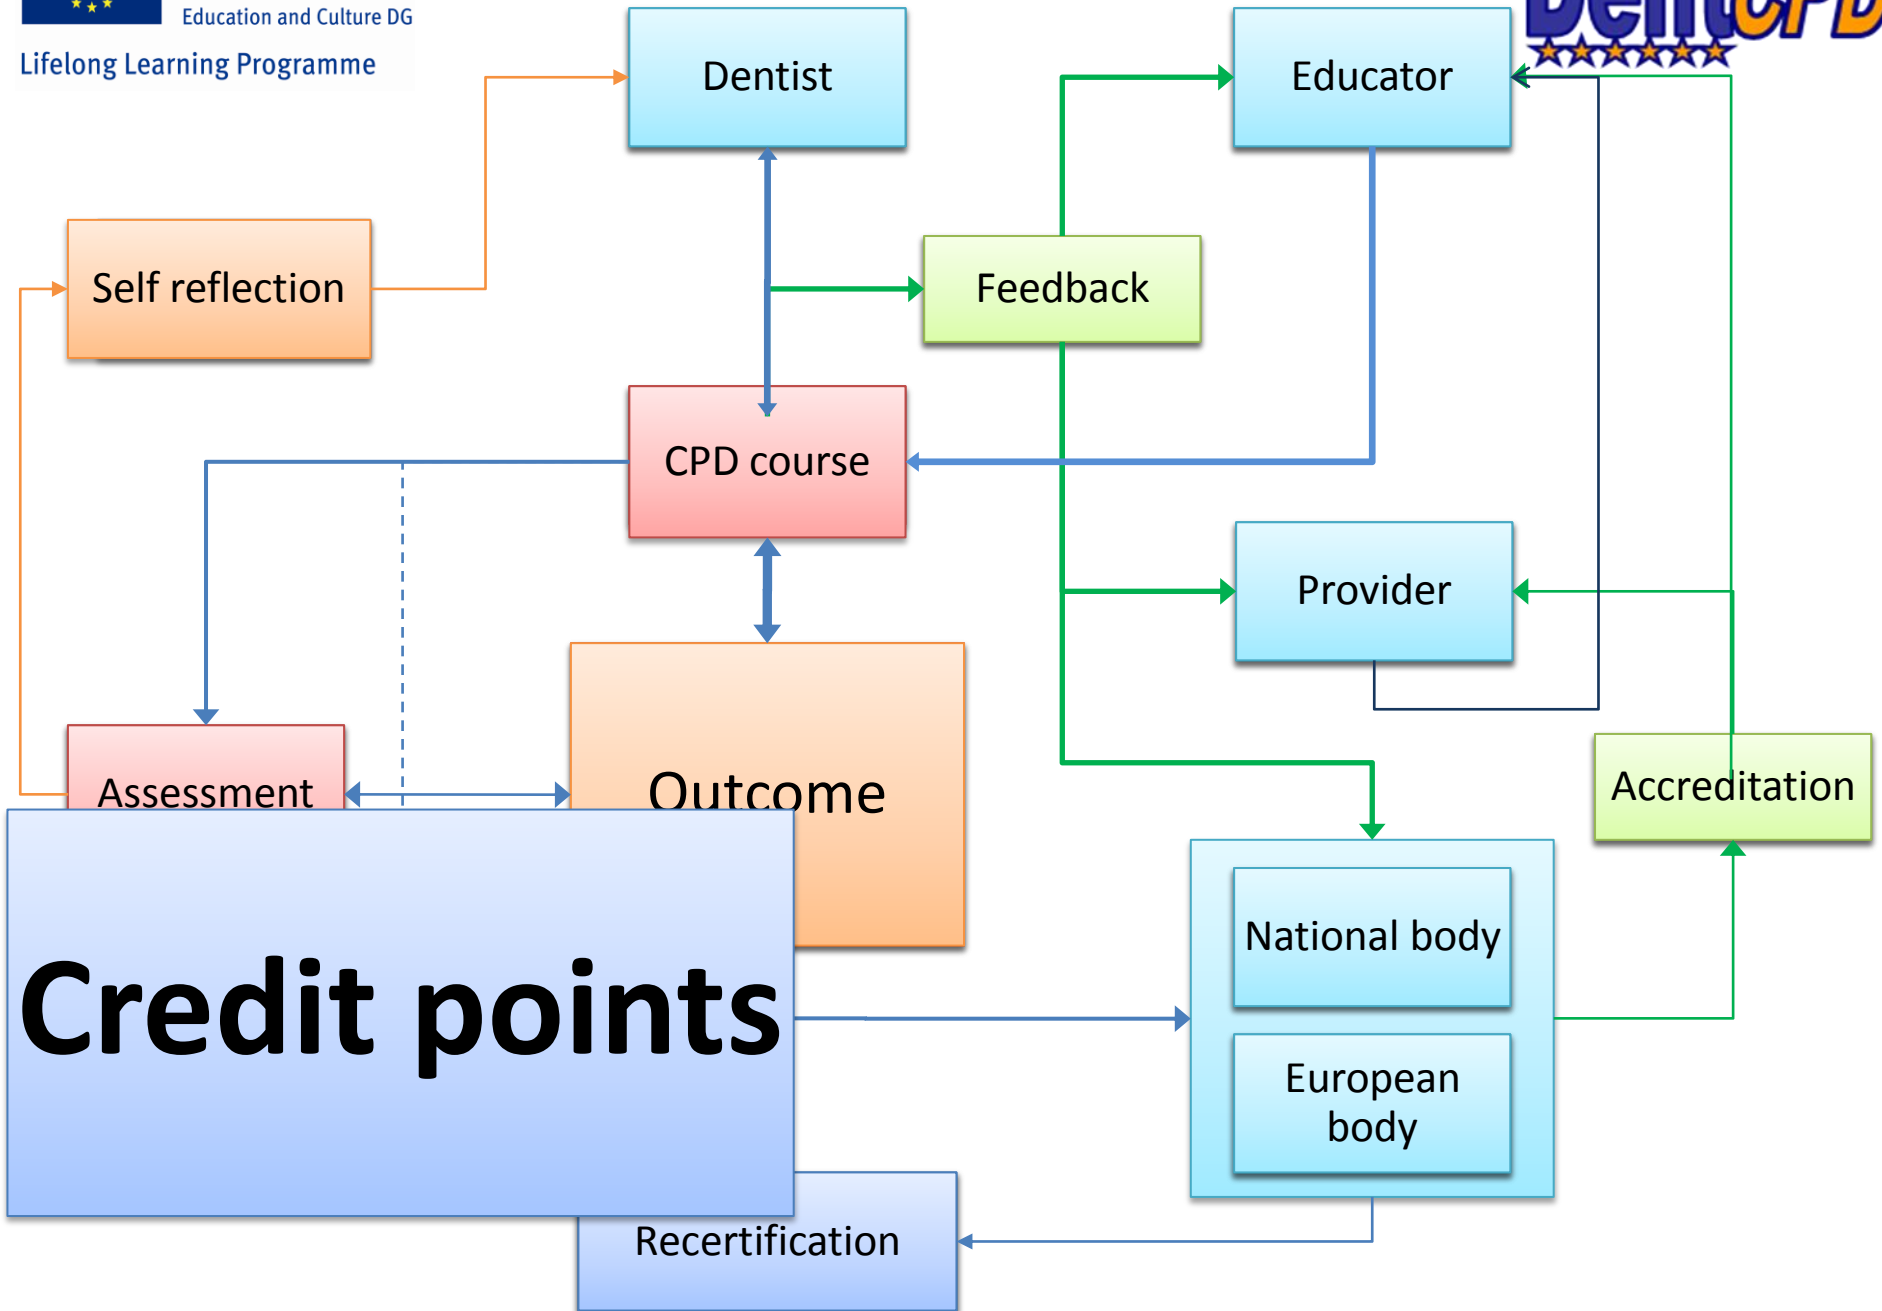 Education and Culture DG
Lifelong Learning Programme
DentCPD
Dentist
Educator
Self reflection
Feedback
CPD course
Provider
Assessment
Outcome
Accreditation
Credit points
National body
European
body
Recertification